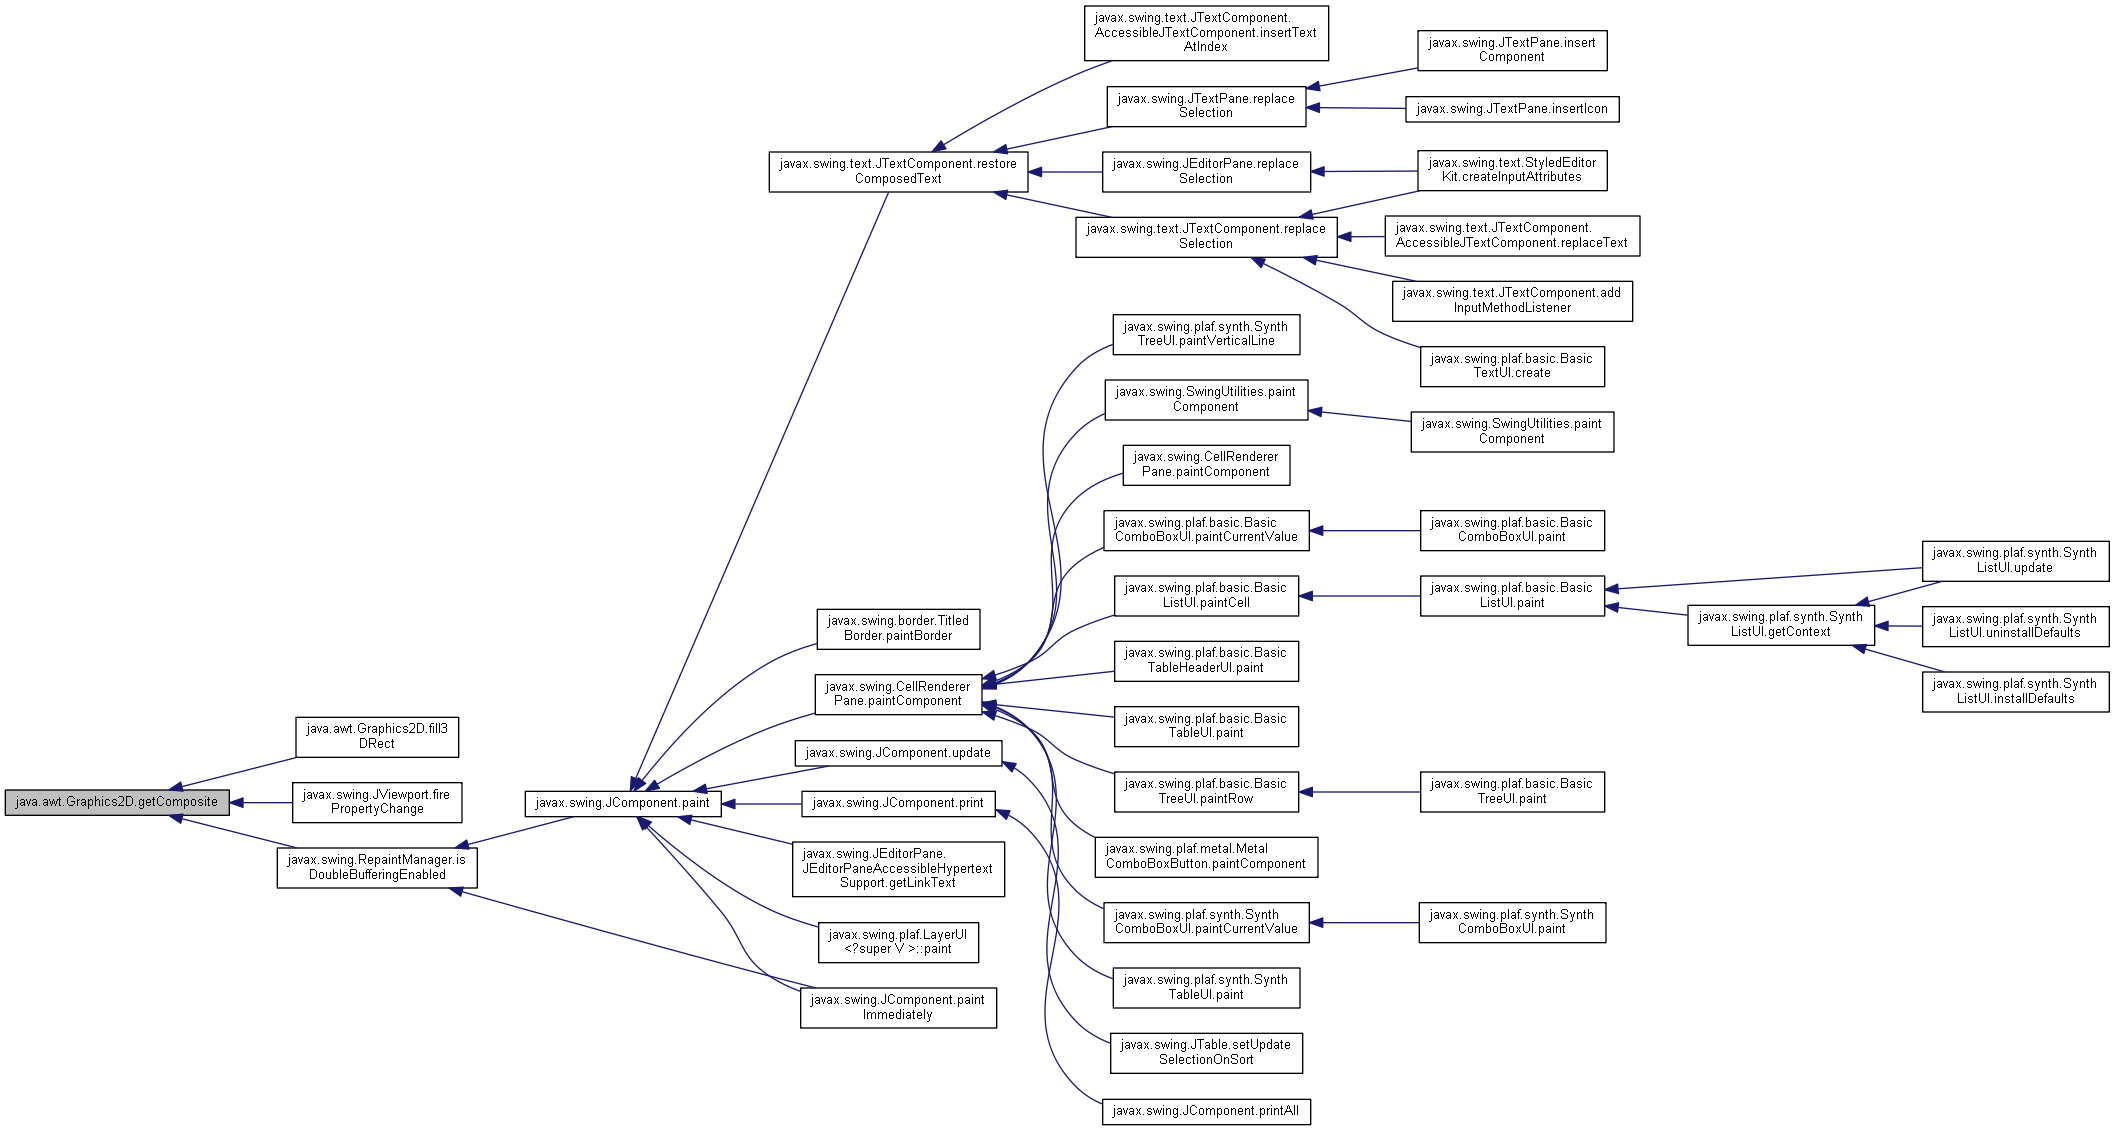 javax.swing.text.JTextComponent.
AccessibleJTextComponent.insertText
AtIndex
javax.swing.JTextPane.insert
Component
javax.swing.JTextPane.replace
Selection
javax.swing.JTextPane.insertIcon
javax.swing.text.JTextComponent.restore
ComposedText
javax.swing.JEditorPane.replace
Selection
javax.swing.text.StyledEditor
Kit.createInputAttributes
javax.swing.text.JTextComponent.replace
Selection
javax.swing.text.JTextComponent.
AccessibleJTextComponent.replaceText
javax.swing.text.JTextComponent.add
InputMethodListener
javax.swing.plaf.synth.Synth
TreeUI.paintVerticalLine
javax.swing.plaf.basic.Basic
TextUI.create
javax.swing.SwingUtilities.paint
Component
javax.swing.SwingUtilities.paint
Component
javax.swing.CellRenderer
Pane.paintComponent
javax.swing.plaf.basic.Basic
ComboBoxUI.paintCurrentValue
javax.swing.plaf.basic.Basic
ComboBoxUI.paint
javax.swing.plaf.basic.Basic
ListUI.paintCell
javax.swing.plaf.basic.Basic
ListUI.paint
javax.swing.plaf.synth.Synth
ListUI.update
javax.swing.plaf.synth.Synth
ListUI.getContext
javax.swing.plaf.synth.Synth
ListUI.uninstallDefaults
javax.swing.plaf.synth.Synth
ListUI.installDefaults
javax.swing.border.Titled
Border.paintBorder
javax.swing.plaf.basic.Basic
TableHeaderUI.paint
javax.swing.CellRenderer
Pane.paintComponent
javax.swing.plaf.basic.Basic
TableUI.paint
java.awt.Graphics2D.fill3
DRect
javax.swing.JComponent.update
javax.swing.plaf.basic.Basic
TreeUI.paintRow
javax.swing.plaf.basic.Basic
TreeUI.paint
java.awt.Graphics2D.getComposite
javax.swing.JViewport.fire
PropertyChange
javax.swing.JComponent.paint
javax.swing.JComponent.print
javax.swing.RepaintManager.is
DoubleBufferingEnabled
javax.swing.JEditorPane.
JEditorPaneAccessibleHypertext
Support.getLinkText
javax.swing.plaf.metal.Metal
ComboBoxButton.paintComponent
javax.swing.plaf.LayerUI
< ?super V >::paint
javax.swing.plaf.synth.Synth
ComboBoxUI.paintCurrentValue
javax.swing.plaf.synth.Synth
ComboBoxUI.paint
javax.swing.JComponent.paint
Immediately
javax.swing.plaf.synth.Synth
TableUI.paint
javax.swing.JTable.setUpdate
SelectionOnSort
javax.swing.JComponent.printAll